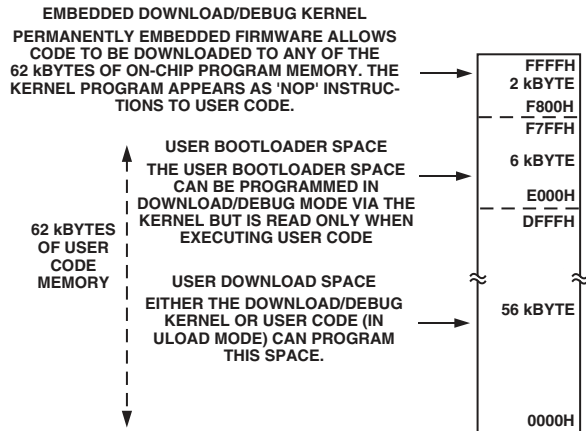 EMBEDDED DOWNLOAD/DEBUG KERNEL
PERMANENTLY EMBEDDED FIRMWARE ALLOWS
CODE TO BE DOWNLOADED TO ANY OF THE
62 kBYTES OF ON-CHIP PROGRAM MEMORY. THE
KERNEL PROGRAM APPEARS AS 'NOP' INSTRUC-
TIONS TO USER CODE.
FFFFH
2 kBYTE
F800H
F7FFH
USER BOOTLOADER SPACE
THE USER BOOTLOADER SPACE
CAN BE PROGRAMMED IN
DOWNLOAD/DEBUG MODE VIA THE
KERNEL BUT IS READ ONLY WHEN
EXECUTING USER CODE
6 kBYTE
E000H
DFFFH
62 kBYTES
OF USER
CODE
MEMORY
USER DOWNLOAD SPACE
EITHER THE DOWNLOAD/DEBUG
KERNEL OR USER CODE (IN
ULOAD MODE) CAN PROGRAM
THIS SPACE.
56 kBYTE
0000H